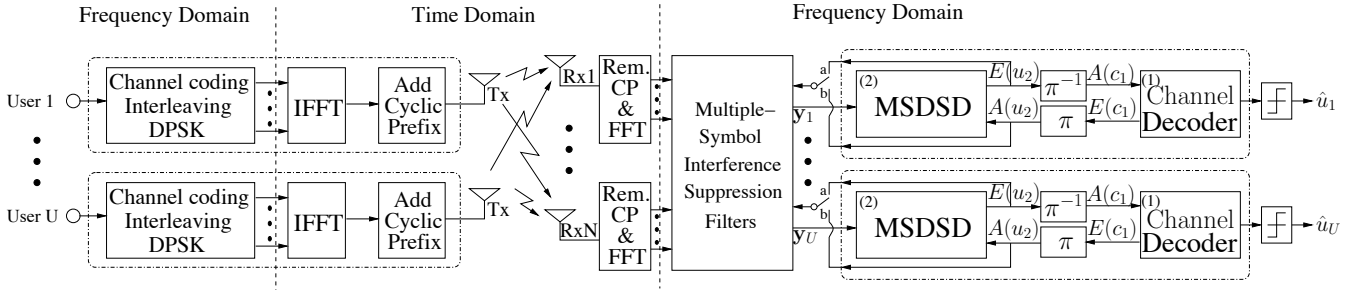 Frequency Domain
Time Domain
Frequency Domain
User 1
Channel coding
Interleaving
DPSK
IFFT
Add
Cyclic
Prefix
Tx
Rx1
Rem.
CP
&
FFT
Multiple–
Symbol
Interference
Suppression
Filters
a
b
y₁
(2)
MSDSD
E(u₂)
A(u₂)
π⁻¹
π
A(c₁)
E(c₁)
(1)
Channel
Decoder
û₁
User U
Channel coding
Interleaving
DPSK
IFFT
Add
Cyclic
Prefix
Tx
RxN
Rem.
CP
&
FFT
a
b
y_U
(2)
MSDSD
E(u₂)
A(u₂)
π⁻¹
π
A(c₁)
E(c₁)
(1)
Channel
Decoder
û_U